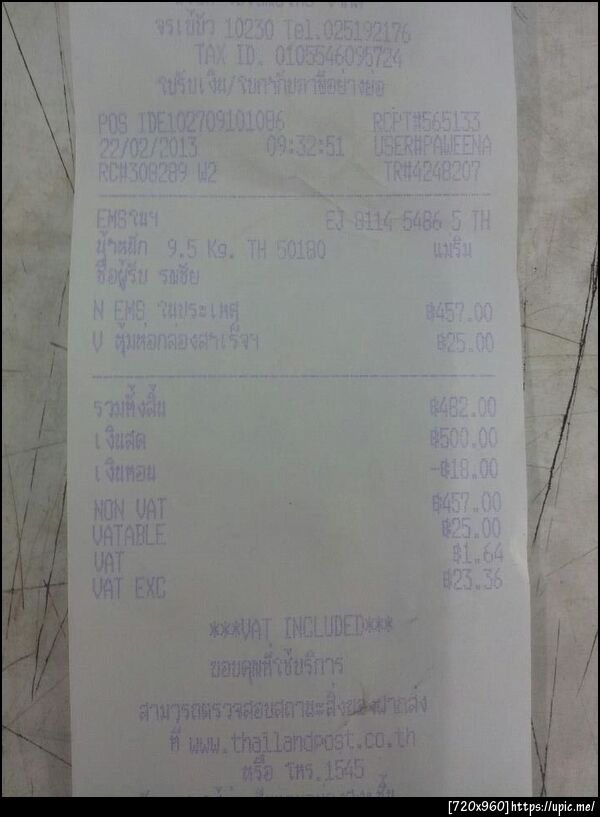 จรเข้บัว 10230 Tel.025192176
TAX ID. 0105546095724
ใบรับเงิน/ใบกำกับภาษีอย่างย่อ
POS IDE102709101086 RCPT#565133
22/02/2013 09:32:51 USER#PAWEENA
RC#308289 W2 TR#4248207
EMSในฯ EJ 8114 5486 5 TH
น้ำหนัก 9.5 Kg. TH 50180 แมริม
ชื่อผู้รับ รณชัย
N EMS ในประเทศ ฿457.00
V หุ้มห่อกล่องสำเร็จฯ ฿25.00
รวมทั้งสิ้น ฿482.00
เงินสด ฿500.00
เงินทอน -฿18.00
NON VAT ฿457.00
VATABLE ฿25.00
VAT ฿1.64
VAT EXC ฿23.36
***VAT INCLUDED***
ขอบคุณที่ใช้บริการ
สามารถตรวจสอบสถานะสิ่งของฝากส่ง
ที่ www.thailandpost.co.th
หรือ โทร.1545
[720x960]https://upic.me/